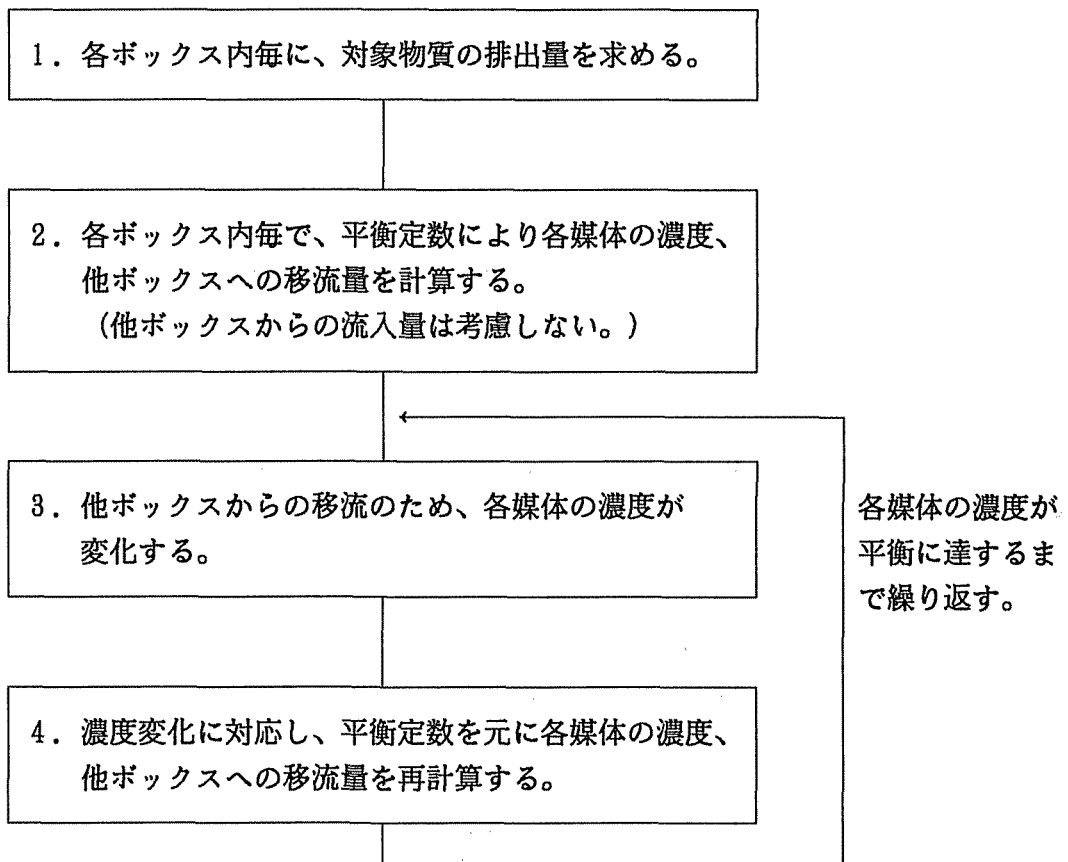 1．各ボックス内毎に、対象物質の排出量を求める。
2．各ボックス内毎で、平衡定数により各媒体の濃度、
他ボックスへの移流量を計算する。
（他ボックスからの流入量は考慮しない。）
3．他ボックスからの移流のため、各媒体の濃度が
変化する。
各媒体の濃度が
平衡に達するま
で繰り返す。
4．濃度変化に対応し、平衡定数を元に各媒体の濃度、
他ボックスへの移流量を再計算する。